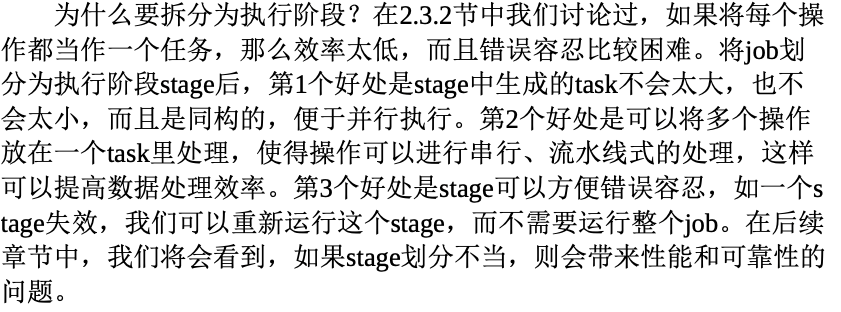 为什么要拆分为执行阶段？在2.3.2节中我们讨论过，如果将每个操
作都当作一个任务，那么效率太低，而且错误容忍比较困难。将job划
分为执行阶段stage后，第1个好处是stage中生成的task不会太大，也不
会太小，而且是同构的，便于并行执行。第2个好处是可以将多个操作
放在一个task里处理，使得操作可以进行串行、流水线式的处理，这样
可以提高数据处理效率。第3个好处是stage可以方便错误容忍，如一个s
tage失效，我们可以重新运行这个stage，而不需要运行整个job。在后续
章节中，我们将会看到，如果stage划分不当，则会带来性能和可靠性的
问题。